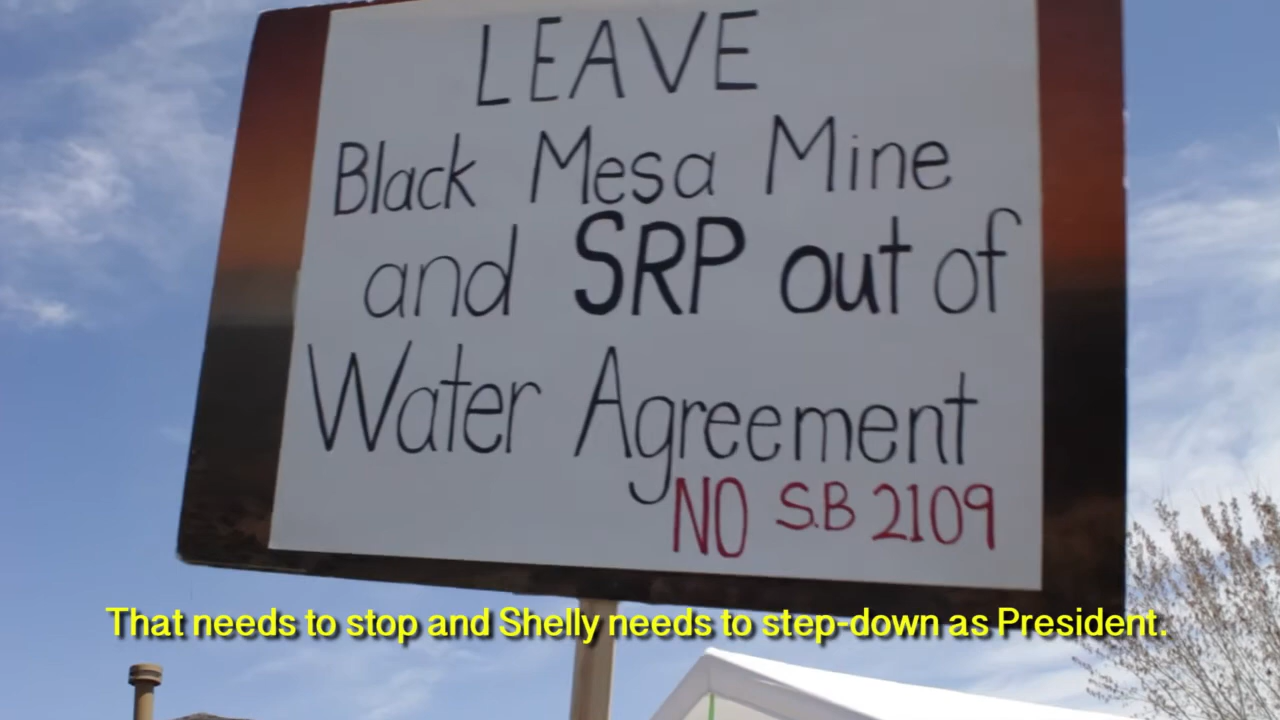 LEAVE
Black Mesa Mine
and SRP out of
Water Agreement
NO S.B 2109
That needs to stop and Shelly needs to step-down as President.